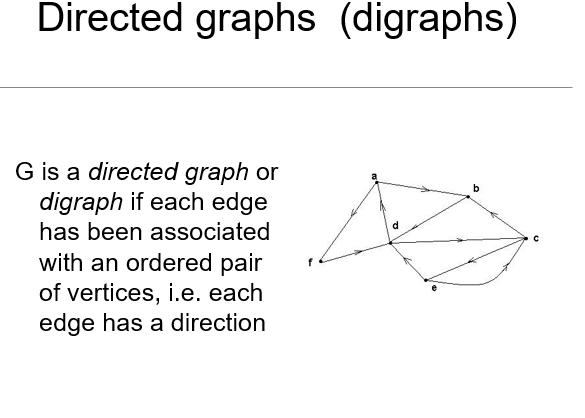 Directed graphs  (digraphs)
G is a directed graph or
digraph if each edge
has been associated
with an ordered pair
of vertices, i.e. each
edge has a direction
a
b
d
c
f
e